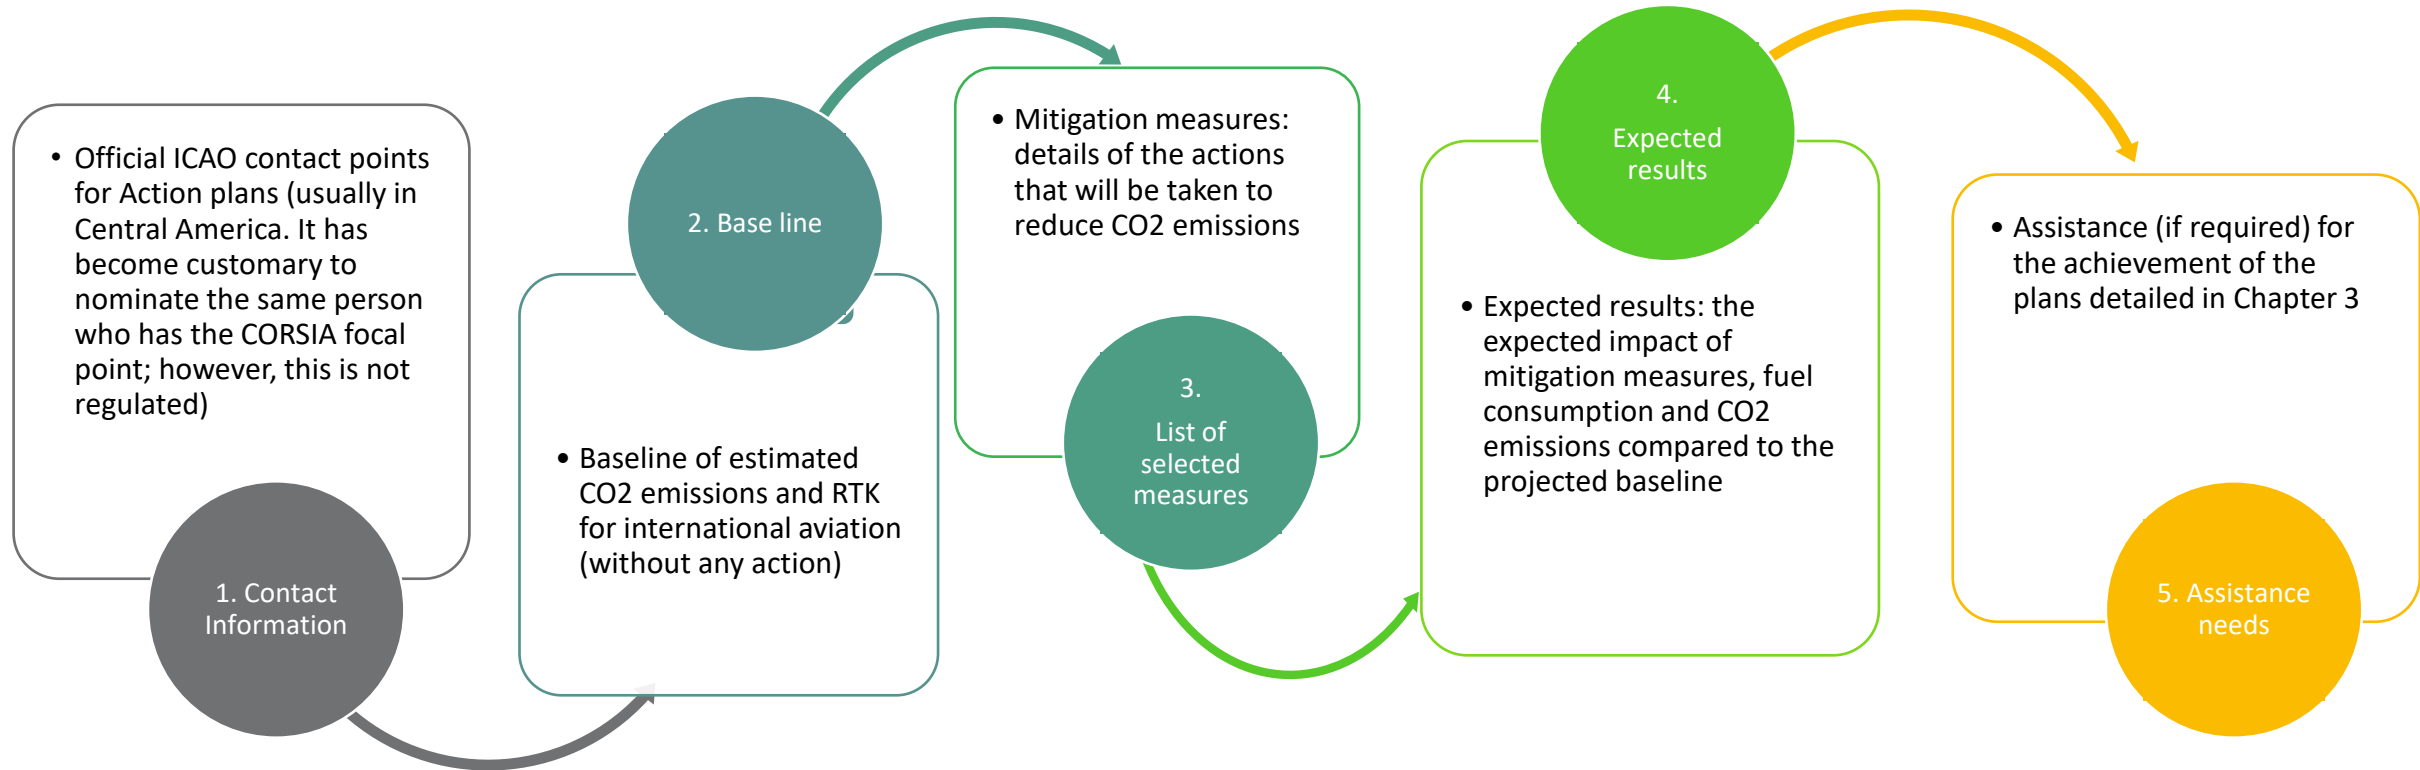 • Official ICAO contact points
for Action plans (usually in
Central America. It has
become customary to
nominate the same person
who has the CORSIA focal
point; however, this is not
regulated)
1. Contact
Information
2. Base line
• Baseline of estimated
CO2 emissions and RTK
for international aviation
(without any action)
• Mitigation measures:
details of the actions
that will be taken to
reduce CO2 emissions
3.
List of
selected
measures
4.
Expected
results
• Expected results: the
expected impact of
mitigation measures, fuel
consumption and CO2
emissions compared to the
projected baseline
• Assistance (if required) for
the achievement of the
plans detailed in Chapter 3
5. Assistance
needs